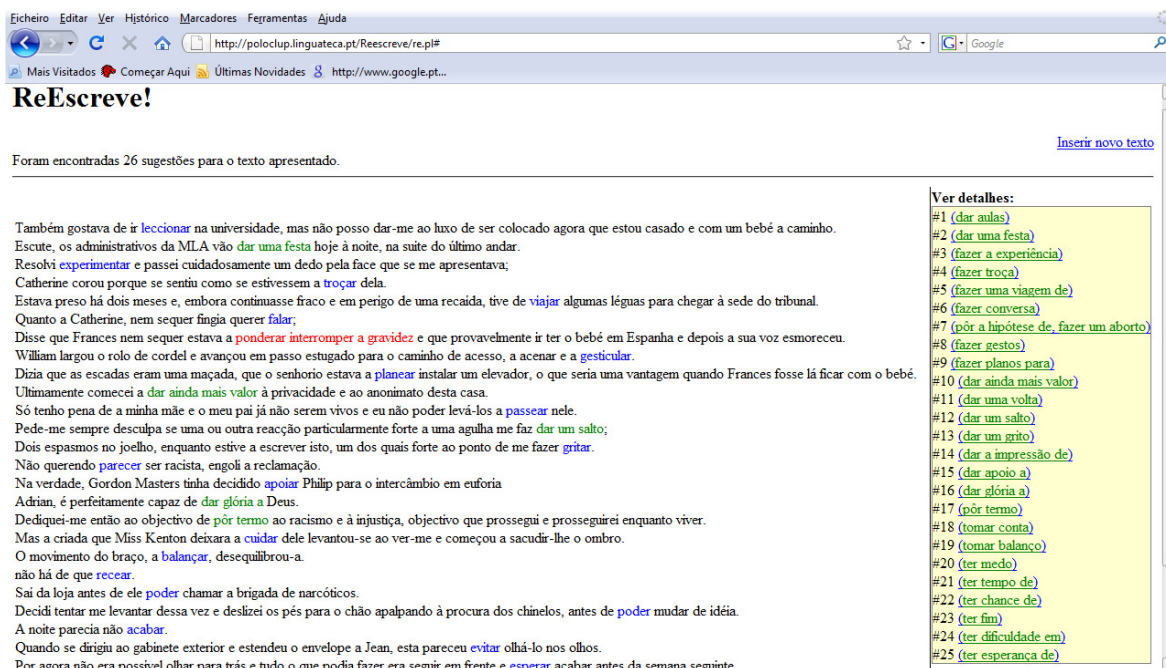 Ficheiro Editar Ver Histórico Marcadores Ferramentas Ajuda
http://poloclup.linguateca.pt/Reescreve/re.pl#
Google
Mais Visitados Começar Aqui Últimas Novidades http://www.google.pt...
ReEscreve!
Inserir novo texto
Foram encontradas 26 sugestões para o texto apresentado.
Também gostava de ir leccionar na universidade, mas não posso dar-me ao luxo de ser colocado agora que estou casado e com um bebé a caminho.
Escute, os administrativos da MLA vão dar uma festa hoje à noite, na suite do último andar.
Resolvi experimentar e passei cuidadosamente um dedo pela face que se me apresentava;
Catherine corou porque se sentiu como se estivessem a troçar dela.
Estava preso há dois meses e, embora continuasse fraco e em perigo de uma recaída, tive de viajar algumas léguas para chegar à sede do tribunal.
Quanto a Catherine, nem sequer fingia querer falar;
Disse que Frances nem sequer estava a ponderar interromper a gravidez e que provavelmente ir ter o bebé em Espanha e depois a sua voz esmoreceu.
William largou o rolo de cordel e avançou em passo estugado para o caminho de acesso, a acenar e a gesticular.
Dizia que as escadas eram uma maçada, que o senhorio estava a planear instalar um elevador, o que seria uma vantagem quando Frances fosse lá ficar com o bebé.
Ultimamente comecei a dar ainda mais valor à privacidade e ao anonimato desta casa.
Só tenho pena de a minha mãe e o meu pai já não serem vivos e eu não poder levá-los a passear nele.
Pede-me sempre desculpa se uma ou outra reacção particularmente forte a uma agulha me faz dar um salto;
Dois espasmos no joelho, enquanto estive a escrever isto, um dos quais forte ao ponto de me fazer gritar.
Não querendo parecer ser racista, engoli a reclamação.
Na verdade, Gordon Masters tinha decidido apoiar Philip para o intercâmbio em euforia
Adrian, é perfeitamente capaz de dar glória a Deus.
Dediquei-me então ao objectivo de pôr termo ao racismo e à injustiça, objectivo que prossegui e prosseguirei enquanto viver.
Mas a criada que Miss Kenton deixara a cuidar dele levantou-se ao ver-me e começou a sacudir-lhe o ombro.
O movimento do braço, a balançar, desequilibrou-a.
não há de que recear.
Saí da loja antes de ele poder chamar a brigada de narcóticos.
Decidi tentar me levantar dessa vez e deslizei os pés para o chão apalpando à procura dos chinelos, antes de poder mudar de idéia.
A noite parecia não acabar.
Quando se dirigiu ao gabinete exterior e estendeu o envelope a Jean, esta pareceu evitar olhá-lo nos olhos.
Por agora não era possível olhar para trás e tudo o que podia fazer era seguir em frente e esperar acabar antes da semana seguinte
Ver detalhes:
#1 (dar aulas)
#2 (dar uma festa)
#3 (fazer a experiência)
#4 (fazer troça)
#5 (fazer uma viagem de)
#6 (fazer conversa)
#7 (pôr a hipótese de, fazer um aborto)
#8 (fazer gestos)
#9 (fazer planos para)
#10 (dar ainda mais valor)
#11 (dar uma volta)
#12 (dar um salto)
#13 (dar um grito)
#14 (dar a impressão de)
#15 (dar apoio a)
#16 (dar glória a)
#17 (pôr termo)
#18 (tomar conta)
#19 (tomar balanço)
#20 (ter medo)
#21 (ter tempo de)
#22 (ter chance de)
#23 (ter fim)
#24 (ter dificuldade em)
#25 (ter esperança de)